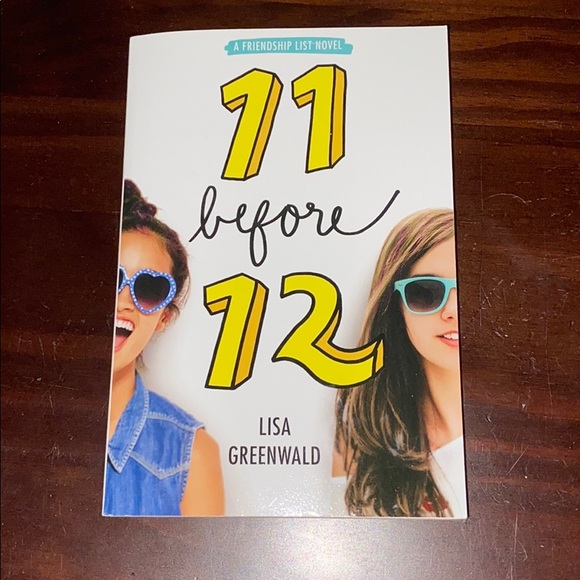 A FRIENDSHIP LIST NOVEL
11
before
12
LISA
GREENWALD